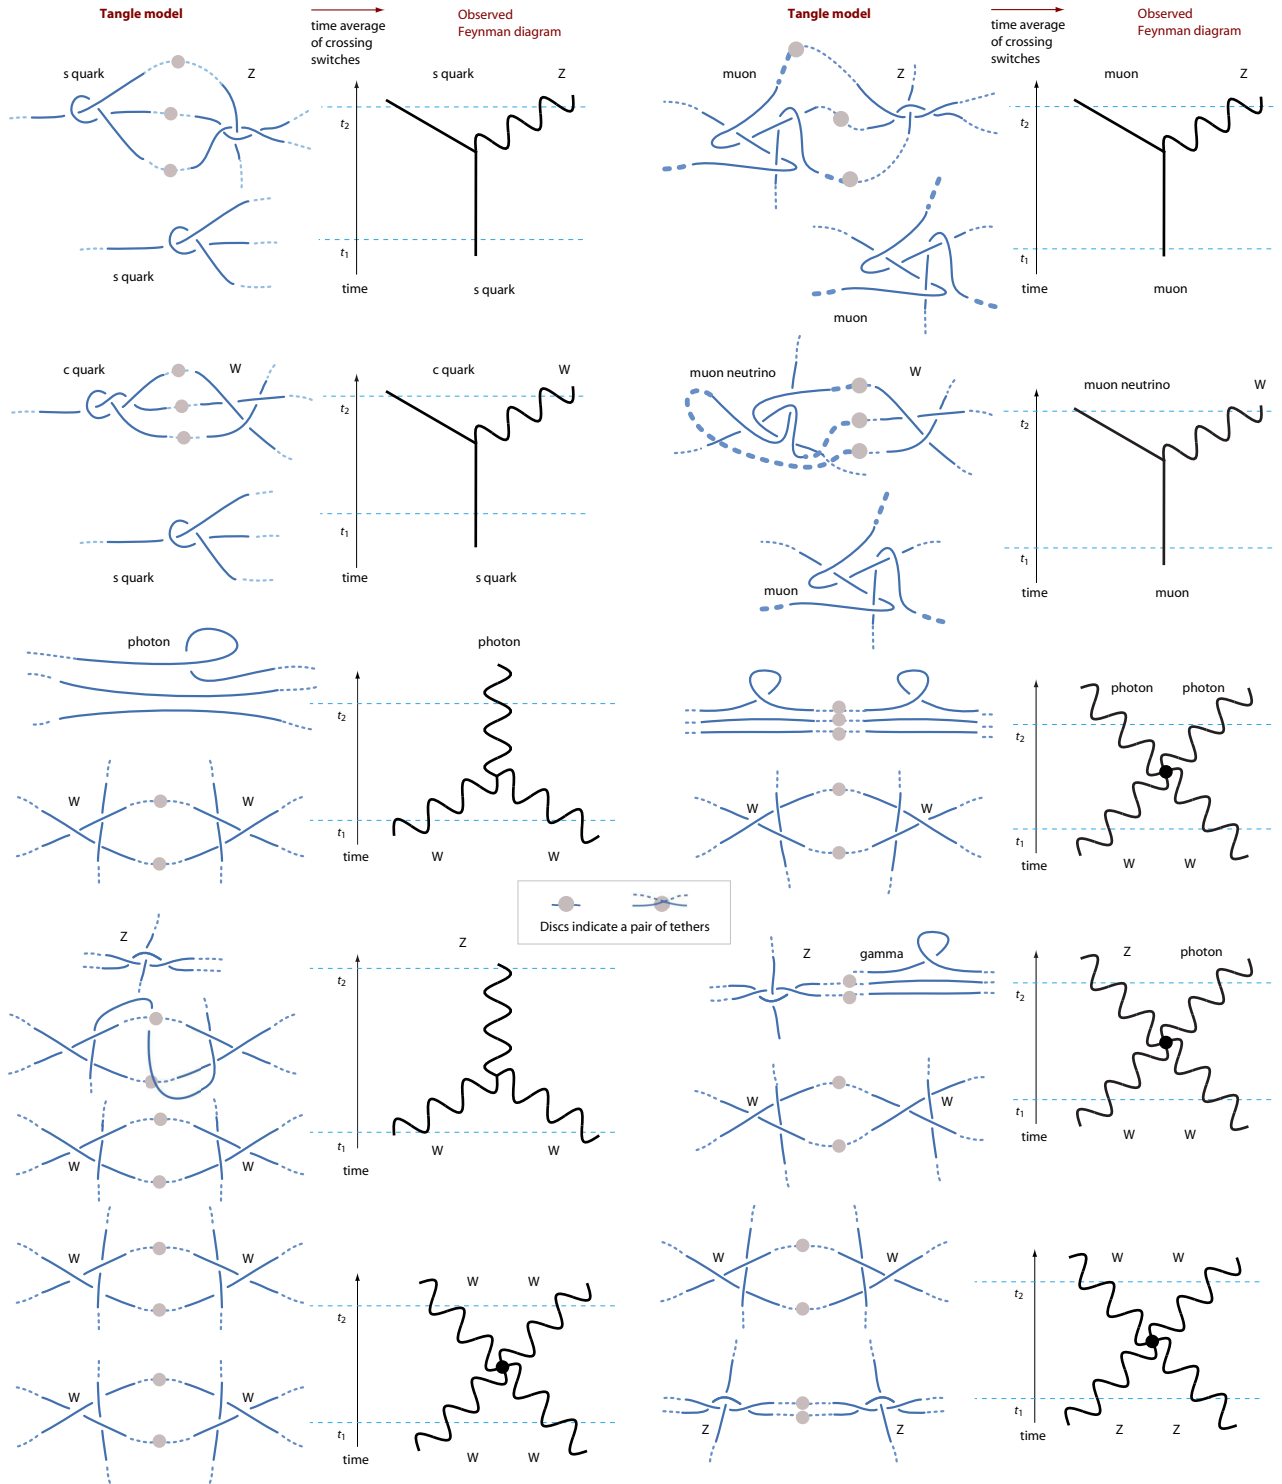 Tangle model
time average
of crossing
switches
Observed
Feynman diagram
s quark
Z
s quark
t2
t1
time
s quark
Z
s quark
Tangle model
time average
of crossing
switches
Observed
Feynman diagram
muon
Z
muon
t2
t1
time
muon
Z
muon
c quark
W
s quark
t2
t1
time
c quark
W
s quark
muon neutrino
W
muon
t2
t1
time
muon neutrino
W
muon
photon
W
W
t2
t1
time
photon
W
W
W
W
t2
t1
time
photon
photon
W
W
Discs indicate a pair of tethers
Z
W
W
t2
t1
time
Z
W
W
Z
gamma
W
W
t2
t1
time
Z
photon
W
W
W
W
W
W
t2
t1
time
W
W
W
W
W
W
Z
Z
t2
t1
time
W
W
Z
Z